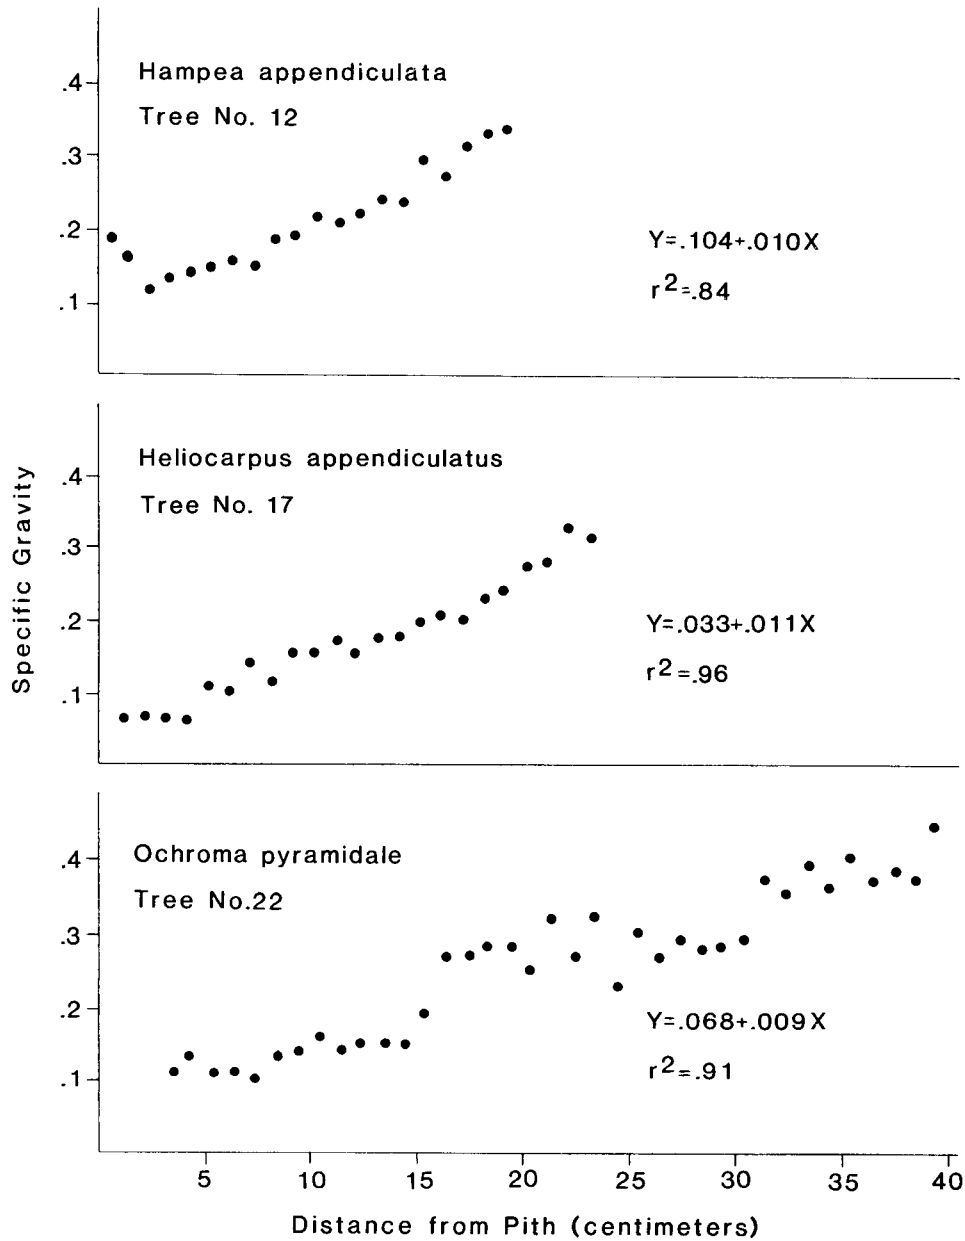 Hampea appendiculata
Tree No. 12
.4
.3
.2
.1
Y=.104+.010X
r²=.84
Heliocarpus appendiculatus
Tree No. 17
.4
.3
.2
.1
Y=.033+.011X
r²=.96
Specific Gravity
Ochroma pyramidale
Tree No.22
.4
.3
.2
.1
Y=.068+.009X
r²=.91
5 10 15 20 25 30 35 40
Distance from Pith (centimeters)